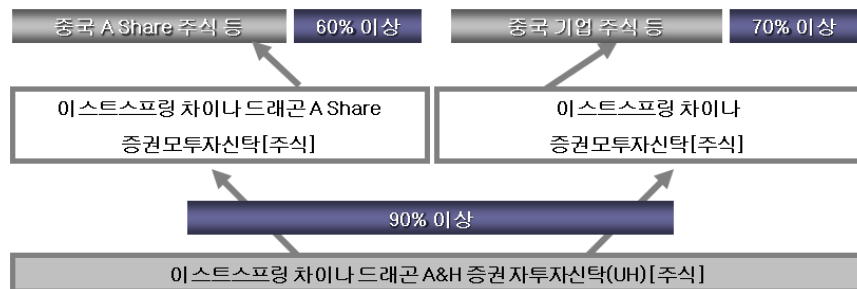 중국 A Share 주식 등
60% 이상
중국 기업 주식 등
70% 이상
이스트스프링 차이나 드래곤 A Share
증권모투자신탁[주식]
이스트스프링 차이나
증권모투자신탁[주식]
90% 이상
이스트스프링 차이나 드래곤 A&H 증권 자투자신탁(UH) [주식]